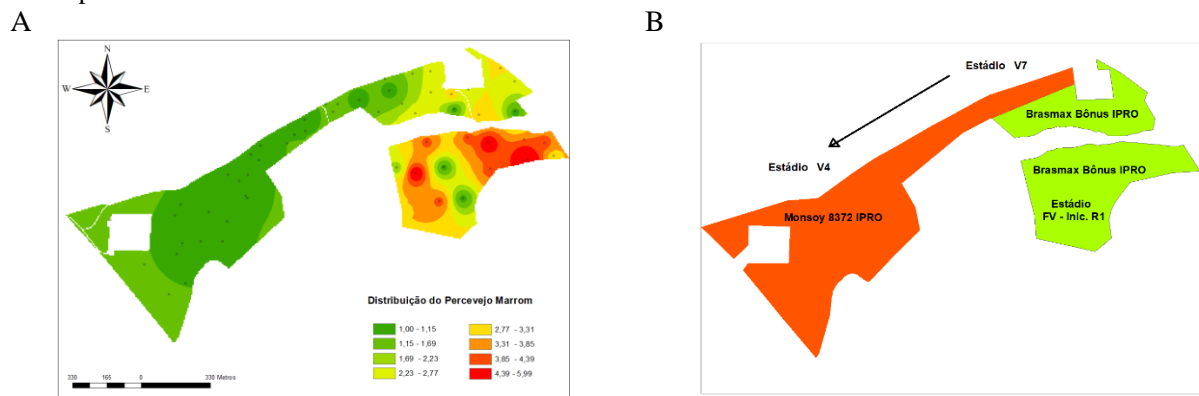 A
B
N
W
E
S
Distribuição do Percevejo Marrom
1,00 - 1,15
1,15 - 1,69
1,69 - 2,23
2,23 - 2,77
2,77 - 3,31
3,31 - 3,85
3,85 - 4,39
4,39 - 5,99
330 165 0 330 Metros
Estádio V7
Estádio V4
Brasmax Bônus IPRO
Brasmax Bônus IPRO
Estádio
FV - Inic. R1
Monsoy 8372 IPRO